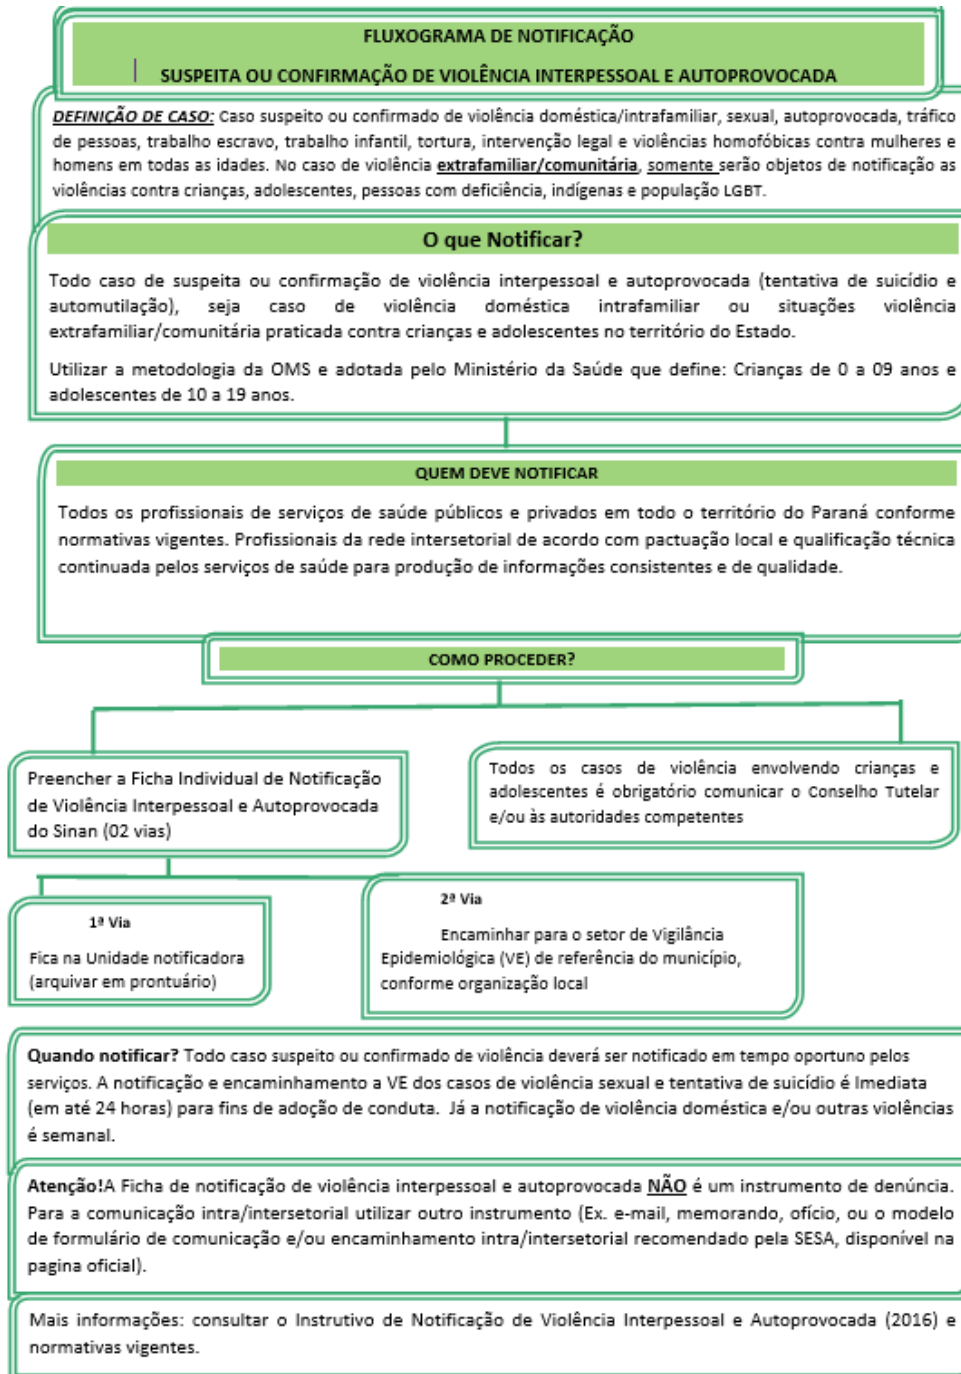 FLUXOGRAMA DE NOTIFICAÇÃO
SUSPEITA OU CONFIRMAÇÃO DE VIOLÊNCIA INTERPESSOAL E AUTOPROVOCADA
DEFINIÇÃO DE CASO: Caso suspeito ou confirmado de violência doméstica/intrafamiliar, sexual, autoprovocada, tráfico
de pessoas, trabalho escravo, trabalho infantil, tortura, intervenção legal e violências homofóbicas contra mulheres e
homens em todas as idades. No caso de violência extrafamiliar/comunitária, somente serão objetos de notificação as
violências contra crianças, adolescentes, pessoas com deficiência, indígenas e população LGBT.
O que Notificar?
Todo caso de suspeita ou confirmação de violência interpessoal e autoprovocada (tentativa de suicídio e
automutilação), seja caso de violência doméstica intrafamiliar ou situações violência
extrafamiliar/comunitária praticada contra crianças e adolescentes no território do Estado.
Utilizar a metodologia da OMS e adotada pelo Ministério da Saúde que define: Crianças de 0 a 09 anos e
adolescentes de 10 a 19 anos.
QUEM DEVE NOTIFICAR
Todos os profissionais de serviços de saúde públicos e privados em todo o território do Paraná conforme
normativas vigentes. Profissionais da rede intersetorial de acordo com pactuação local e qualificação técnica
continuada pelos serviços de saúde para produção de informações consistentes e de qualidade.
COMO PROCEDER?
Preencher a Ficha Individual de Notificação
de Violência Interpessoal e Autoprovocada
do Sinan (02 vias)
Todos os casos de violência envolvendo crianças e
adolescentes é obrigatório comunicar o Conselho Tutelar
e/ou às autoridades competentes
1ª Via
Fica na Unidade notificadora
(arquivar em prontuário)
2ª Via
Encaminhar para o setor de Vigilância
Epidemiológica (VE) de referência do município,
conforme organização local
Quando notificar? Todo caso suspeito ou confirmado de violência deverá ser notificado em tempo oportuno pelos
serviços. A notificação e encaminhamento a VE dos casos de violência sexual e tentativa de suicídio é Imediata
(em até 24 horas) para fins de adoção de conduta. Já a notificação de violência doméstica e/ou outras violências
é semanal.
Atenção!A Ficha de notificação de violência interpessoal e autoprovocada NÃO é um instrumento de denúncia.
Para a comunicação intra/intersetorial utilizar outro instrumento (Ex. e-mail, memorando, ofício, ou o modelo
de formulário de comunicação e/ou encaminhamento intra/intersetorial recomendado pela SESA, disponível na
pagina oficial).
Mais informações: consultar o Instrutivo de Notificação de Violência Interpessoal e Autoprovocada (2016) e
normativas vigentes.